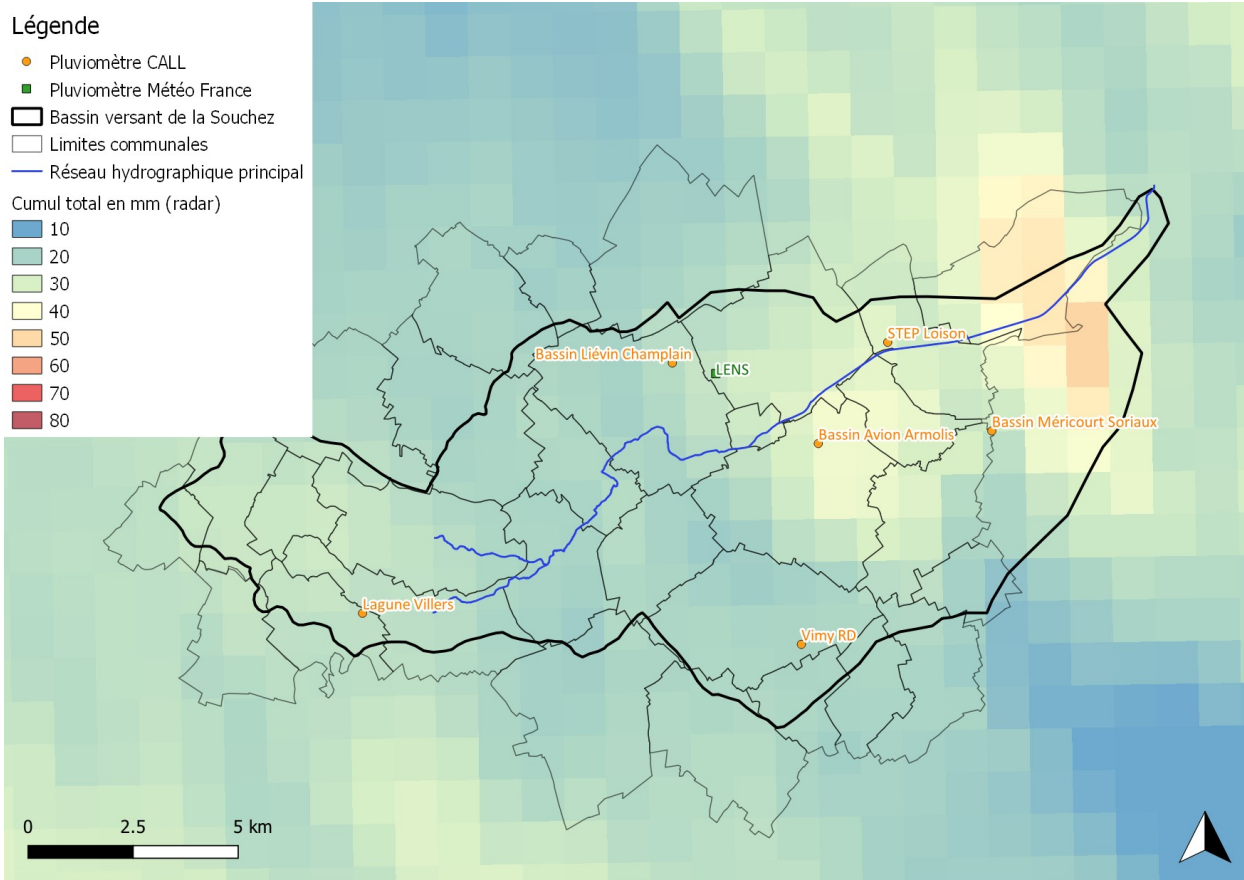 Légende
Pluviomètre CALL
Pluviomètre Météo France
Bassin versant de la Souchez
Limites communales
Réseau hydrographique principal
Cumul total en mm (radar)
10
20
30
40
50
60
70
80
STEP Loison
Bassin Liévin Champlain
LENS
Bassin Méricourt Soriaux
Bassin Avion Armolis
Lagune Villers
Vimy RD
0 2.5 5 km